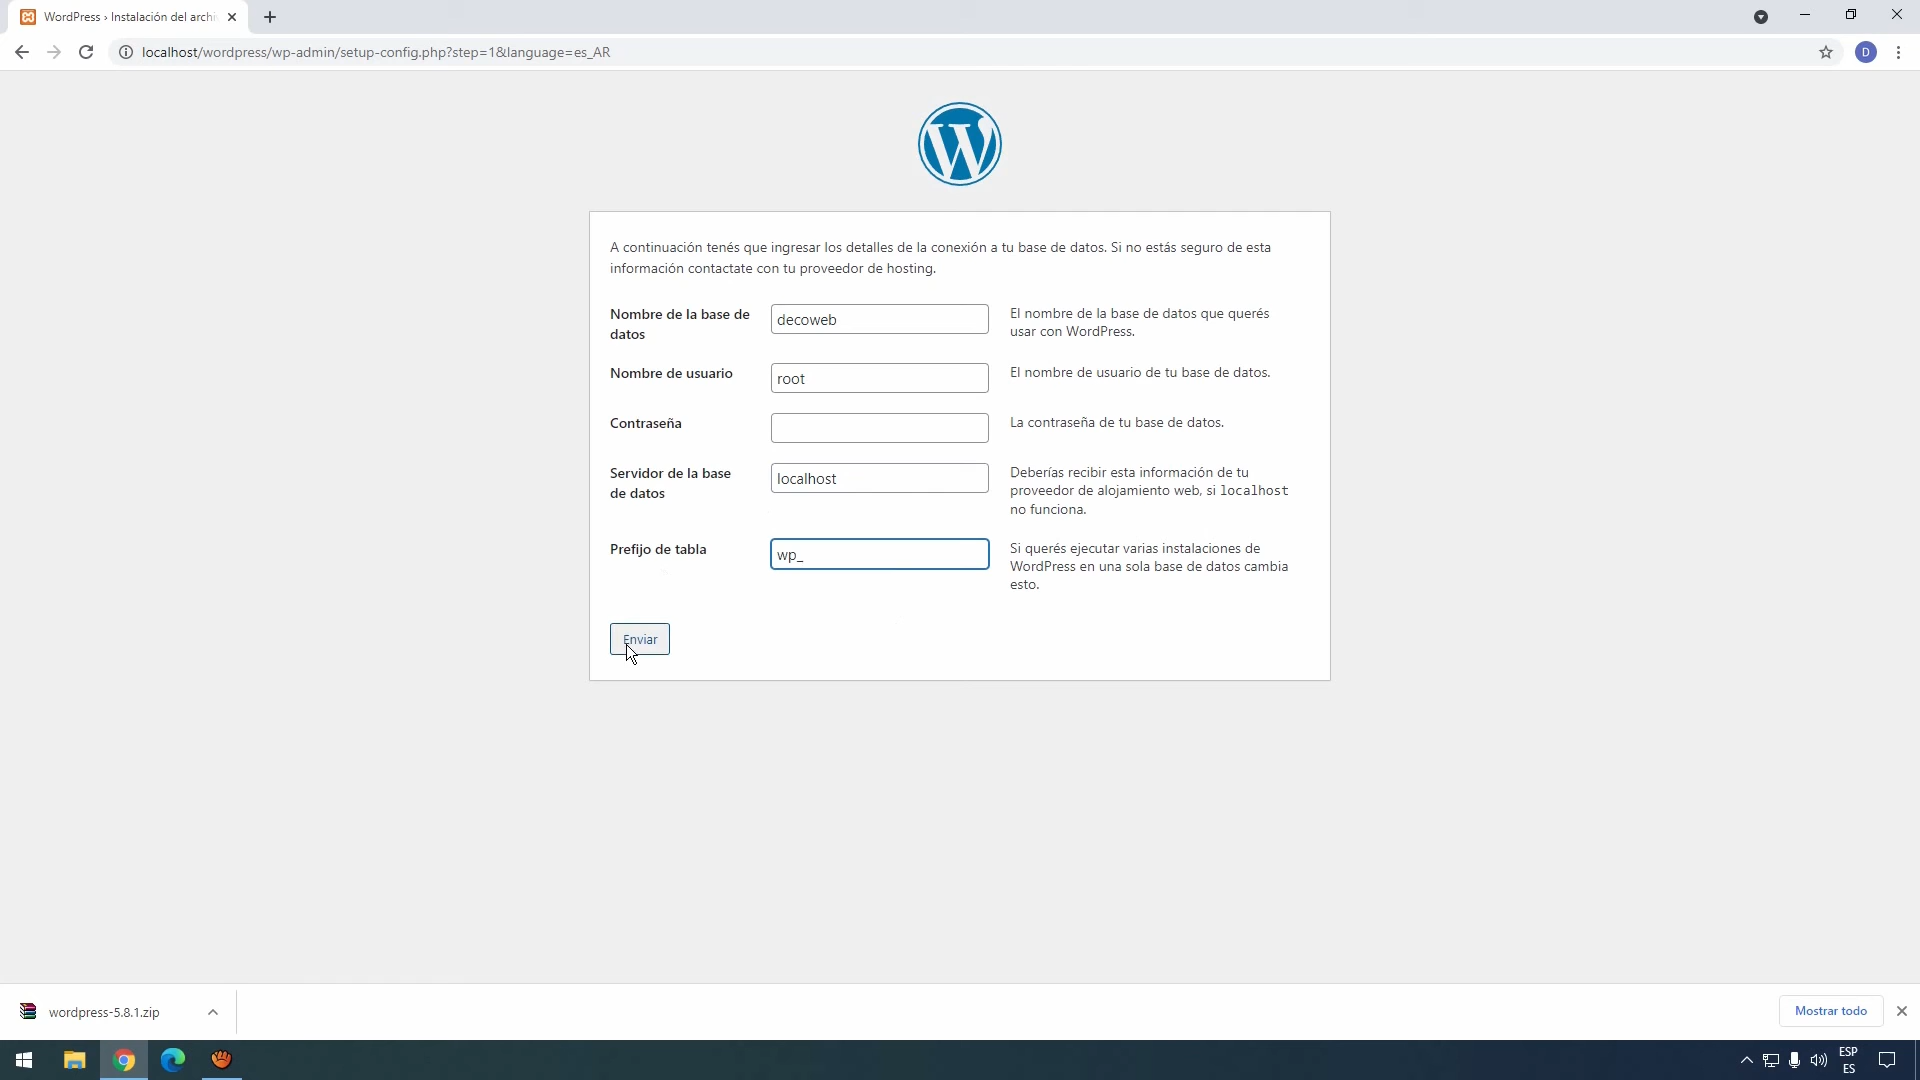 WordPress › Instalación del archi
localhost/wordpress/wp-admin/setup-config.php?step=1&language=es_AR
D
A continuación tenés que ingresar los detalles de la conexión a tu base de datos. Si no estás seguro de esta
información contactate con tu proveedor de hosting.
Nombre de la base de
datos
decoweb
El nombre de la base de datos que querés
usar con WordPress.
Nombre de usuario
root
El nombre de usuario de tu base de datos.
Contraseña
La contraseña de tu base de datos.
Servidor de la base
de datos
localhost
Deberías recibir esta información de tu
proveedor de alojamiento web, si localhost
no funciona.
Prefijo de tabla
wp_
Si querés ejecutar varias instalaciones de
WordPress en una sola base de datos cambia
esto.
Enviar
wordpress-5.8.1.zip
Mostrar todo
ESP
ES